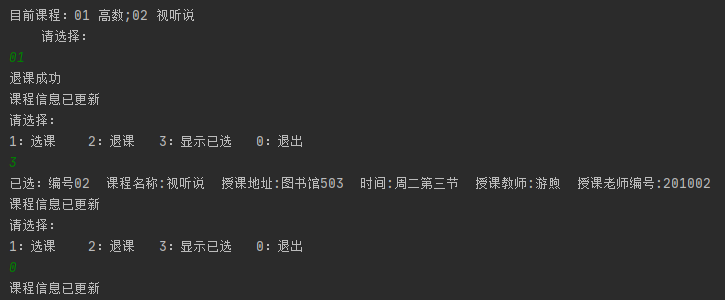 目前课程：01 高数;02 视听说
请选择：
01
退课成功
课程信息已更新
请选择：
1：选课    2：退课   3：显示已选   0：退出
3
已选：编号02  课程名称:视听说  授课地址:图书馆503  时间:周二第三节  授课教师:游煦  授课老师编号:201002
课程信息已更新
请选择：
1：选课    2：退课   3：显示已选   0：退出
0
课程信息已更新